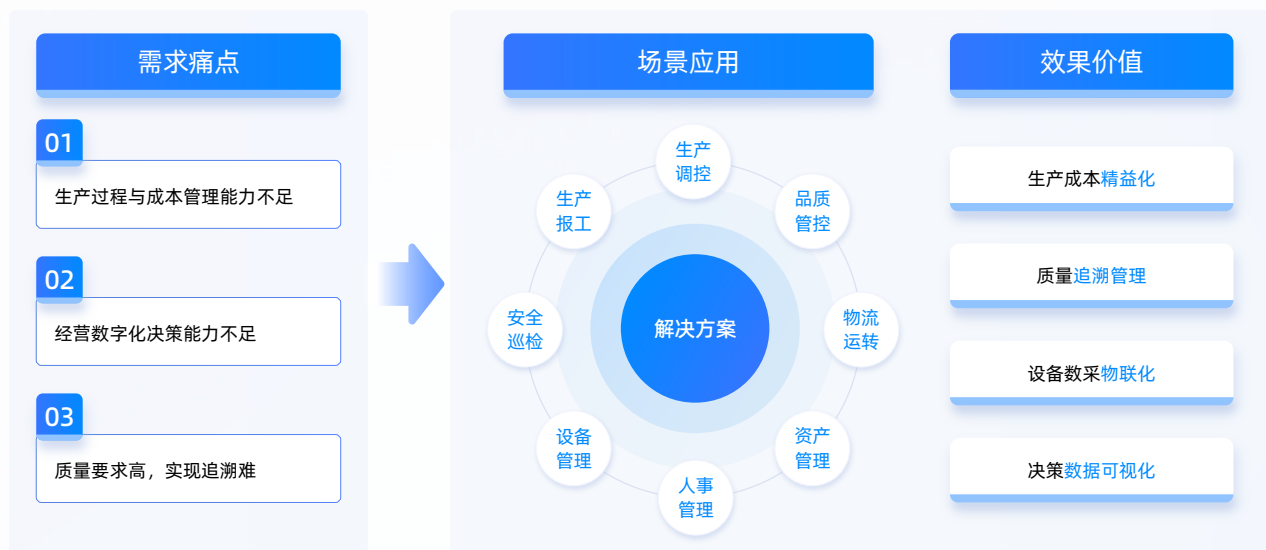 需求痛点
01
生产过程与成本管理能力不足
02
经营数字化决策能力不足
03
质量要求高，实现追溯难
场景应用
生产
调控
品质
管控
物流
运转
资产
管理
人事
管理
设备
管理
安全
巡检
生产
报工
解决方案
效果价值
生产成本精益化
质量追溯管理
设备数采物联化
决策数据可视化